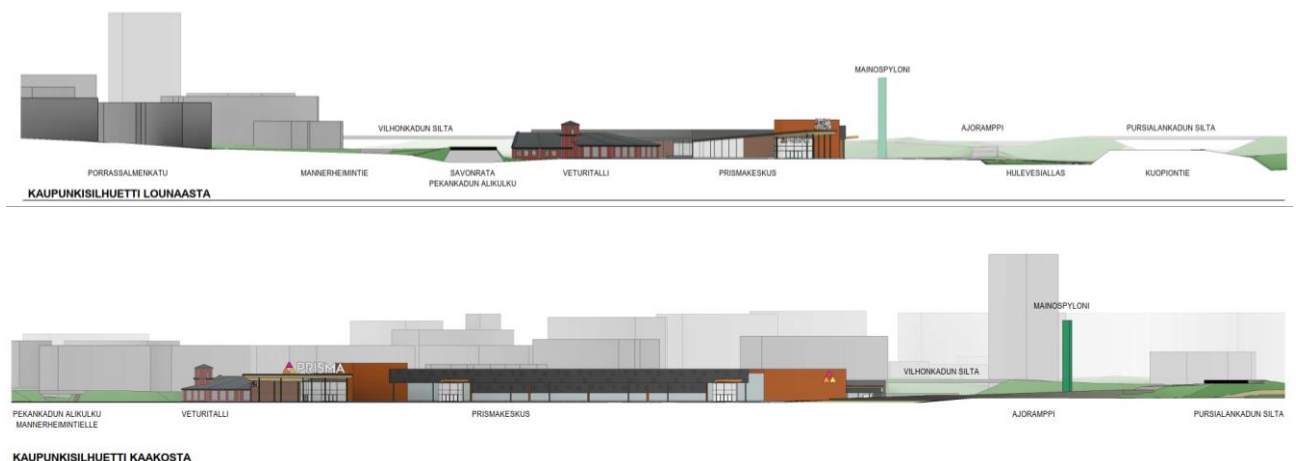 MAINOSPYLONI
VILHONKADUN SILTA
AJORAMPPI
PURSIALANKADUN SILTA
PORRASSALMENKATU
MANNERHEIMINTIE
SAVONRATA
PEKANKADUN ALIKULKU
VETURITALLI
PRISMAKESKUS
HULEVESIALLAS
KUOPIONTIE
KAUPUNKISILHUETTI LOUNAASTA
MAINOSPYLONI
PRISMA
VILHONKADUN SILTA
PEKANKADUN ALIKULKU
MANNERHEIMINTIELLE
VETURITALLI
PRISMAKESKUS
AJORAMPPI
PURSIALANKADUN SILTA
KAUPUNKISILHUETTI KAAKOSTA